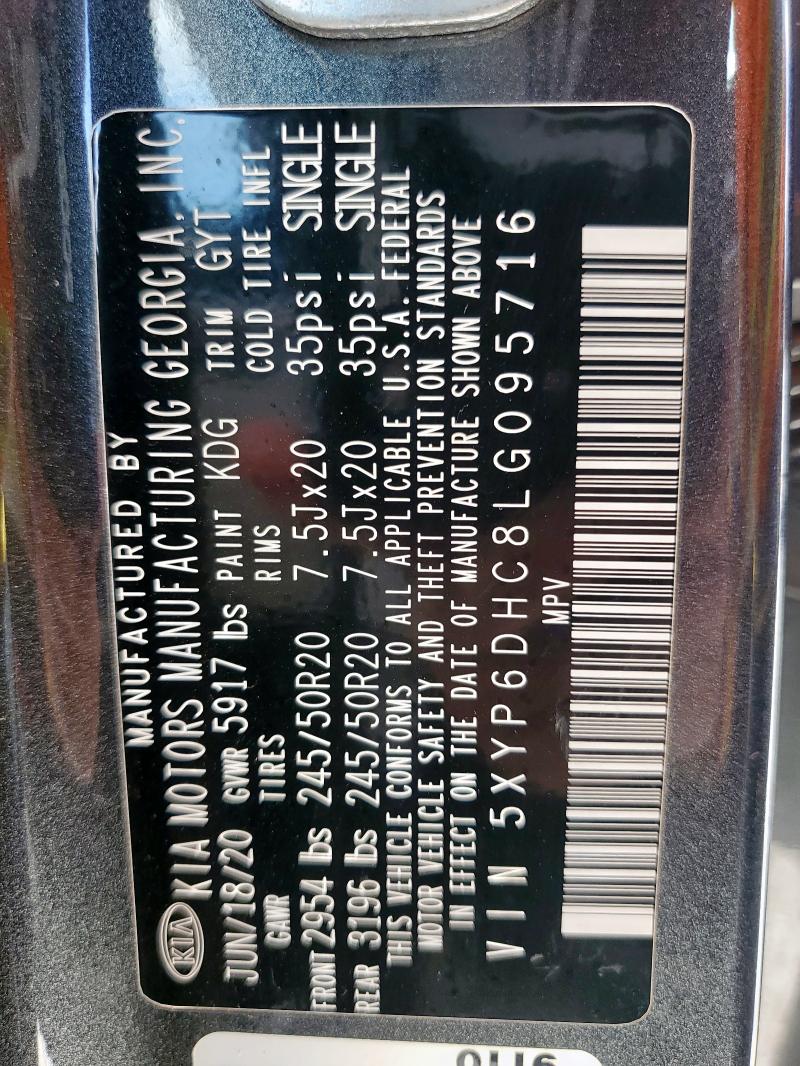 MANUFACTURED BY
KIA KIA MOTORS MANUFACTURING GEORGIA, INC.
JUN/18/20 GVWR 5917 lbs PAINT KDG TRIM GYT
GAWR TIRES RIMS COLD TIRE INFL
FRONT 2954 lbs 245/50R20 7.5Jx20 35psi SINGLE
REAR 3196 lbs 245/50R20 7.5Jx20 35psi SINGLE
THIS VEHICLE CONFORMS TO ALL APPLICABLE U.S.A. FEDERAL
MOTOR VEHICLE SAFETY AND THEFT PREVENTION STANDARDS
IN EFFECT ON THE DATE OF MANUFACTURE SHOWN ABOVE
VIN 5XYP6DHC8LG095716
MPV